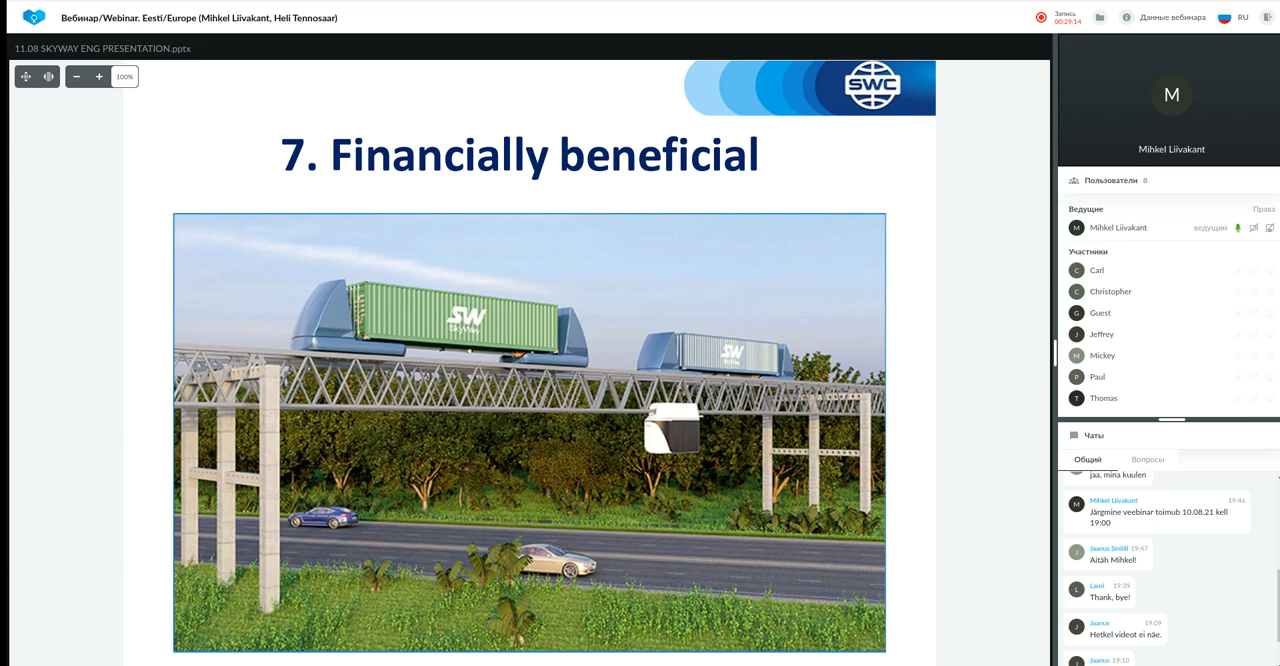 Вебинар/Webinar. Eesti/Europe (Mihkel Liivakant, Heli Tennosaar)
Запись
00:29:14
Данные вебинара
RU
11.08 SKYWAY ENG PRESENTATION.pptx
100%
SWC
7. Financially beneficial
SW
SkyWay
SW
M
Mihkel Liivakant
Пользователи 8
Ведущие Права
M Mihkel Liivakant ведущий
Участники
C Carl
C Christopher
G Guest
J Jeffrey
M Mickey
P Paul
T Thomas
Чаты
Общий Вопросы
jaa, mina kuulen
M Mihkel Liivakant 19:46
Järgmine veebinar toimub 10.08.21 kell
19:00
J Jaanus Sinilill 19:47
Aitäh Mihkel!
L Lauri 19:39
Thank, bye!
J Jaanus 19:09
Hetkel videot ei näe.
J Jaanus 19:10